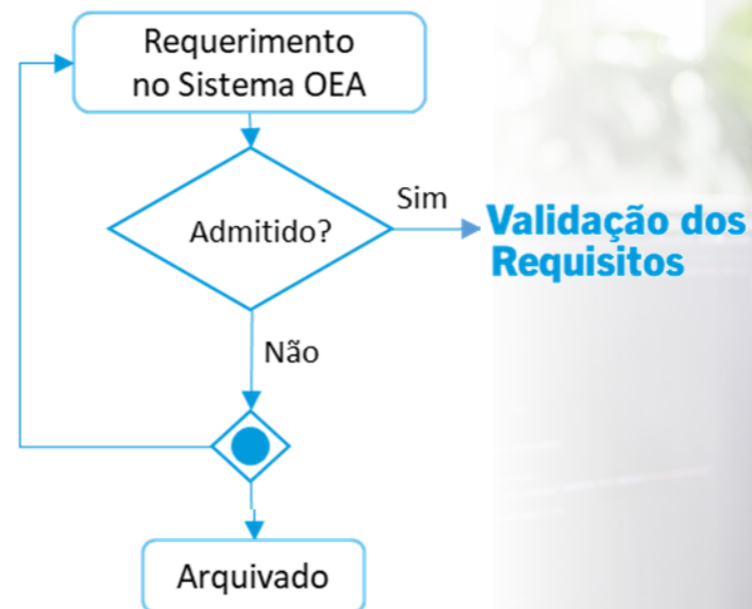 Requerimento
no Sistema OEA
Admitido?
Sim
Validação dos
Requisitos
Não
Arquivado